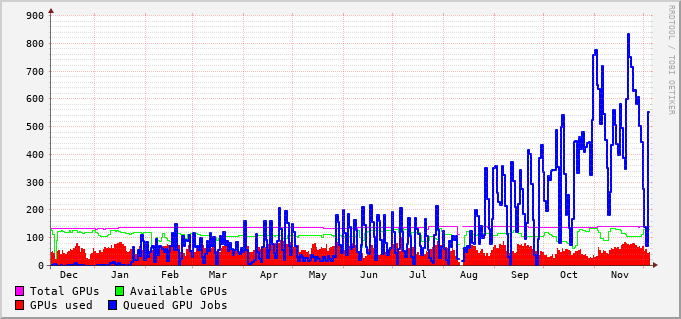 900
800
700
600
500
400
300
200
100
0
Dec Jan Feb Mar Apr May Jun Jul Aug Sep Oct Nov
Total GPUs Available GPUs
GPUs used Queued GPU Jobs
RRDTOOL / TOBI OETIKER